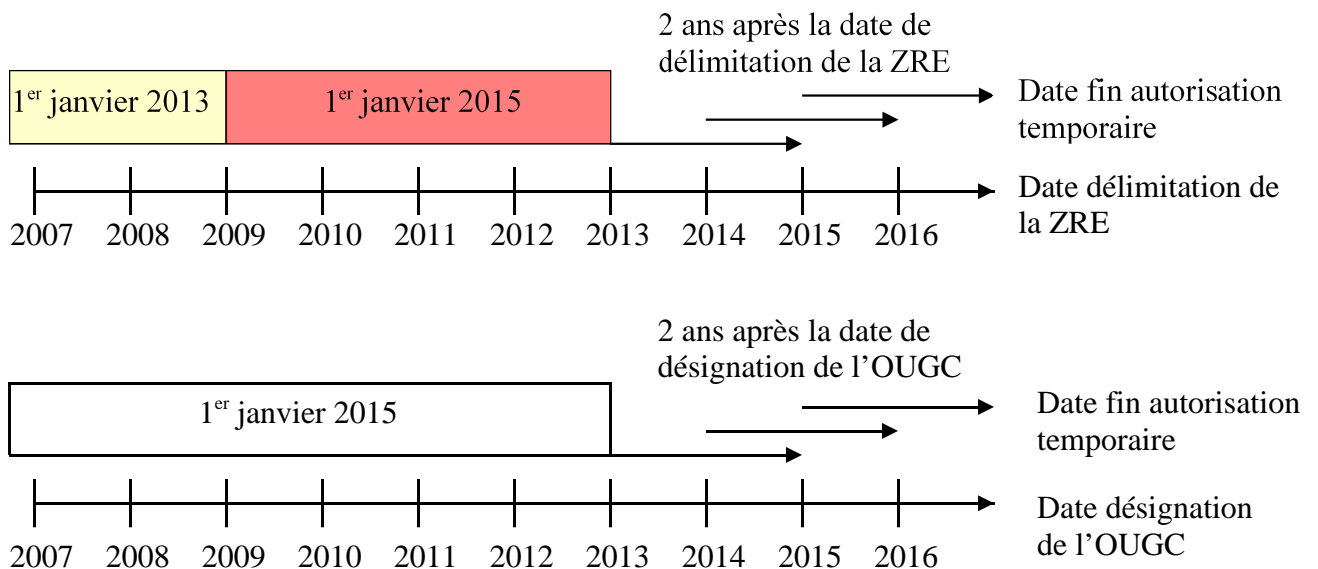 2 ans après la date de
délimitation de la ZRE
1er janvier 2013
1er janvier 2015
Date fin autorisation
temporaire
Date délimitation de
la ZRE
2007 2008 2009 2010 2011 2012 2013 2014 2015 2016
2 ans après la date de
désignation de l’OUGC
1er janvier 2015
Date fin autorisation
temporaire
Date désignation
de l’OUGC
2007 2008 2009 2010 2011 2012 2013 2014 2015 2016